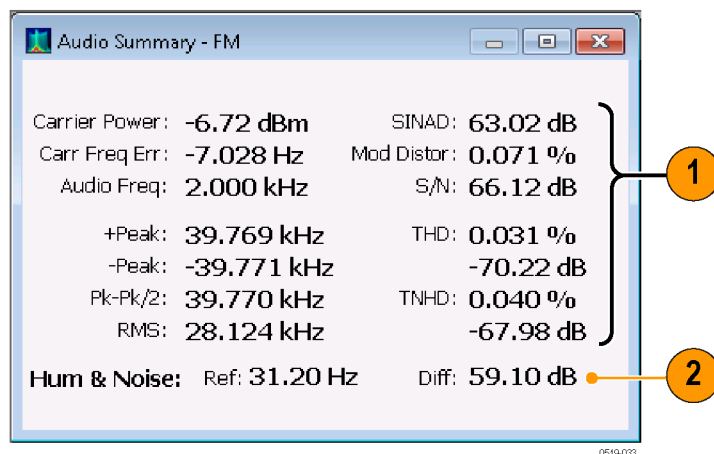 Audio Summary - FM
Carrier Power: -6.72 dBm SINAD: 63.02 dB
Carr Freq Err: -7.028 Hz Mod Distor: 0.071 %
Audio Freq: 2.000 kHz S/N: 66.12 dB
1
+Peak: 39.769 kHz THD: 0.031 %
-Peak: -39.771 kHz -70.22 dB
Pk-Pk/2: 39.770 kHz TNHD: 0.040 %
RMS: 28.124 kHz -67.98 dB
Hum & Noise: Ref: 31.20 Hz Diff: 59.10 dB
2
0519-033